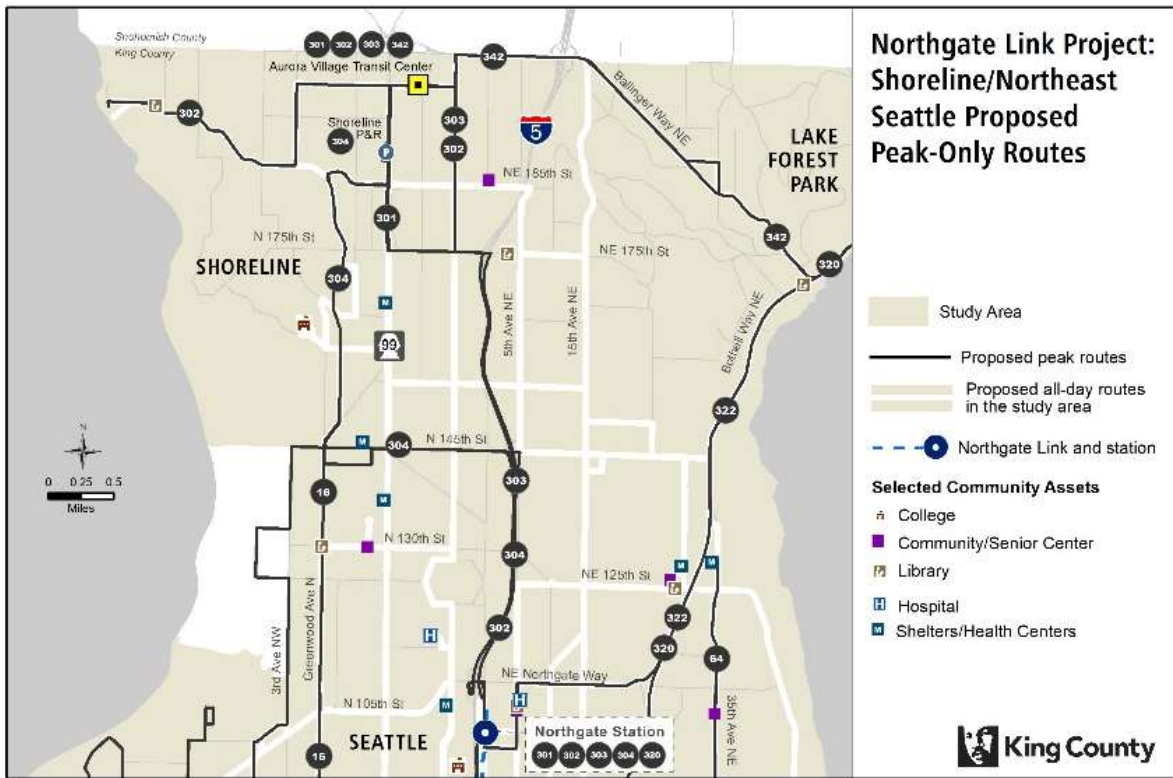 Snohomish County
King County
301 302 303 342
Aurora Village Transit Center
342
302
Shoreline
P&R
304
P
303
302
5
Ballinger Way NE
LAKE
FOREST
PARK
NE 185th St
301
N 175th St
NE 175th St
342
320
SHORELINE
304
M
99
5th Ave NE
15th Ave NE
Bothell Way NE
322
N
0 0.25 0.5
Miles
M
304
N 145th St
303
16
M
N 130th St
304
M
M
NE 125th St
Greenwood Ave N
3rd Ave NW
H
302
322
320
64
NE Northgate Way
N 105th St
M
H
35th Ave NE
SEATTLE
Northgate Station
301 302 303 304 320
16
Northgate Link Project:
Shoreline/Northeast
Seattle Proposed
Peak-Only Routes
Study Area
Proposed peak routes
Proposed all-day routes
in the study area
Northgate Link and station
Selected Community Assets
College
Community/Senior Center
Library
H Hospital
M Shelters/Health Centers
King County